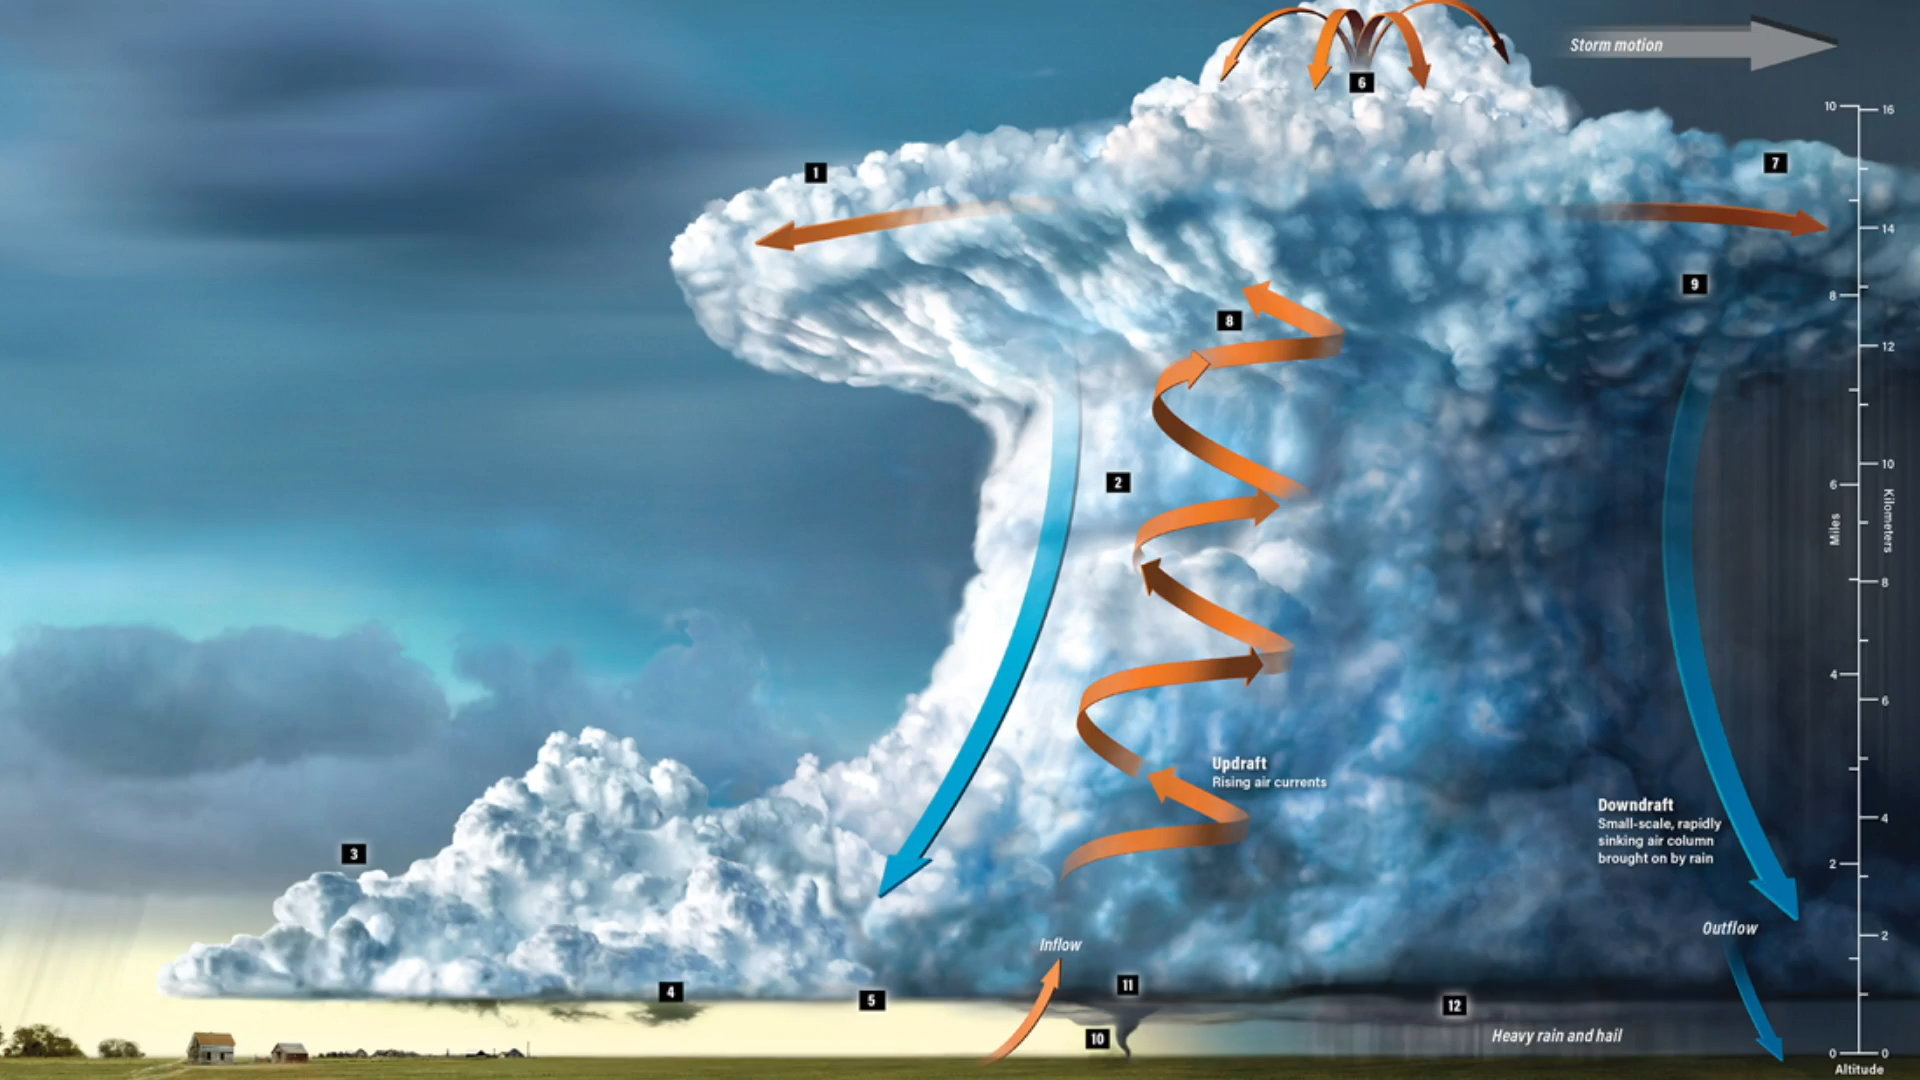 Storm motion
6
10
16
1
7
14
9
8
8
12
2
10
6
Miles
Kilometers
8
4
6
Updraft
Rising air currents
Downdraft
Small-scale, rapidly
sinking air column
brought on by rain
4
3
2
Outflow
2
Inflow
4
5
11
12
10
Heavy rain and hail
0
0
Altitude